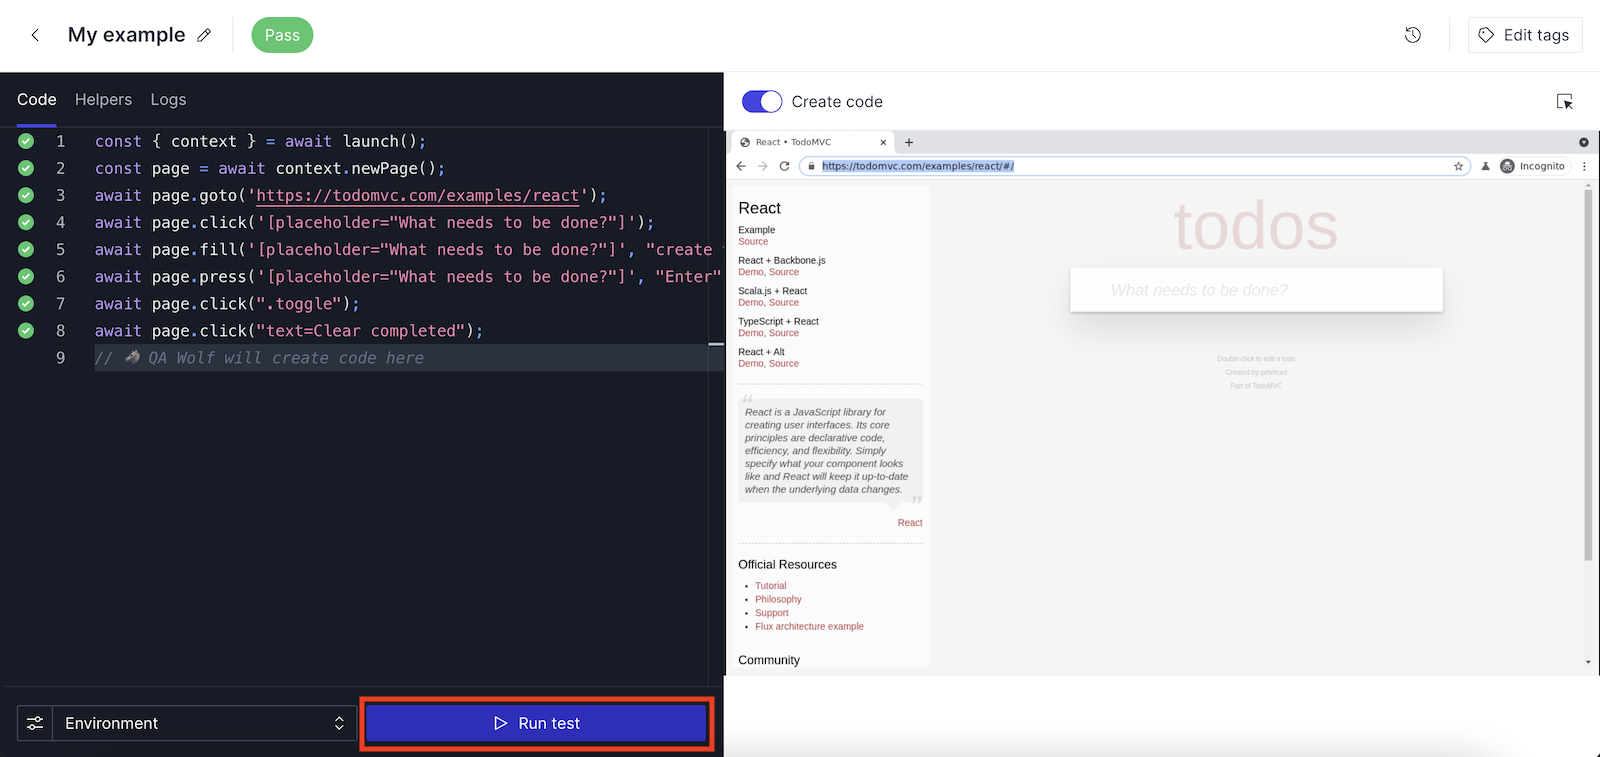 My example
Pass
Edit tags
Code Helpers Logs
1 const { context } = await launch();
2 const page = await context.newPage();
3 await page.goto('https://todomvc.com/examples/react');
4 await page.click('[placeholder="What needs to be done?"]');
5 await page.fill('[placeholder="What needs to be done?"]', "create
6 await page.press('[placeholder="What needs to be done?"]', "Enter"
7 await page.click(".toggle");
8 await page.click("text=Clear completed");
9 // 🐺 QA Wolf will create code here
Environment
Run test
Create code
React • TodoMVC
https://todomvc.com/examples/react/#/
Incognito
React
Example
Source
React + Backbone.js
Demo, Source
Scala.js + React
Demo, Source
TypeScript + React
Demo, Source
React + Alt
Demo, Source
“
React is a JavaScript library for
creating user interfaces. Its core
principles are declarative code,
efficiency, and flexibility. Simply
specify what your component looks
like and React will keep it up-to-date
when the underlying data changes.
”
React
Official Resources
• Tutorial
• Philosophy
• Support
• Flux architecture example
Community
todos
What needs to be done?
Double-click to edit a todo
Created by petehunt
Part of TodoMVC